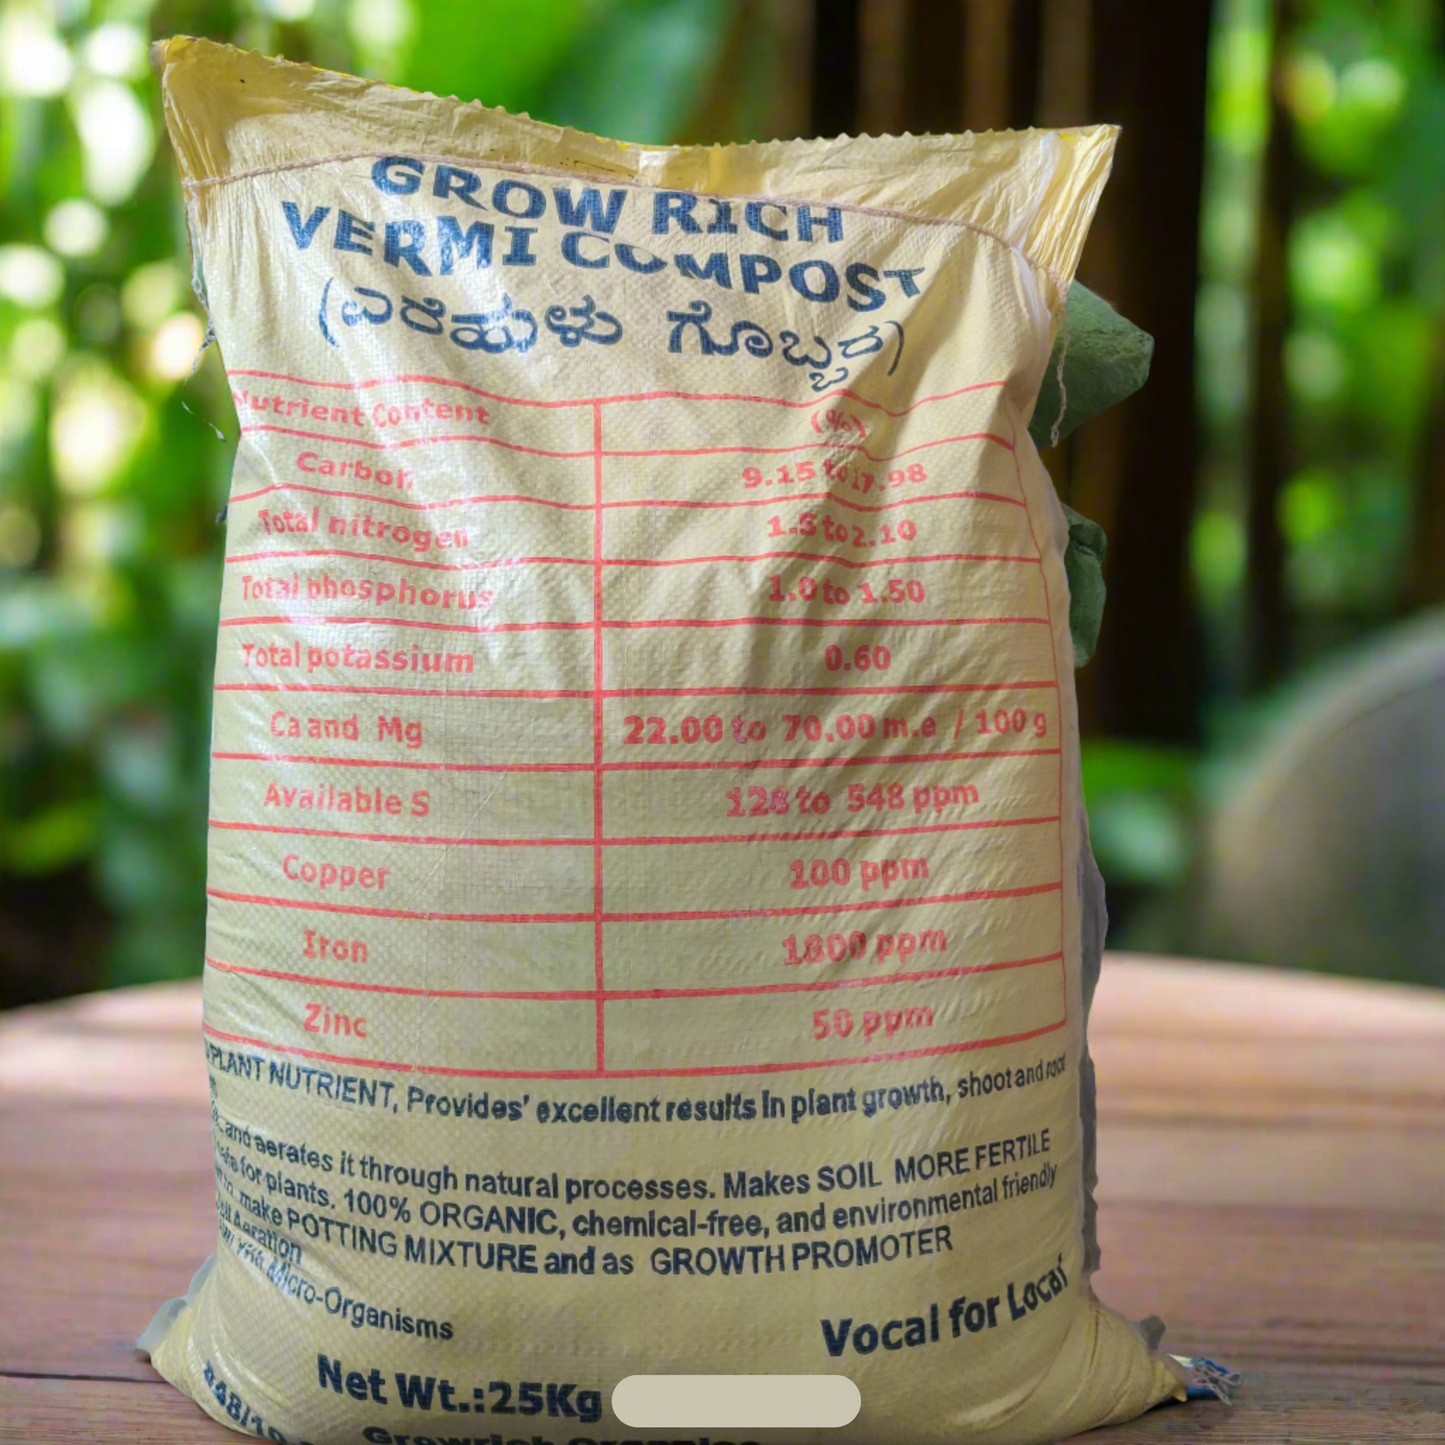 GROW RICH
VERMI COMPOST
(ಎರೆಹುಳು ಗೊಬ್ಬರ)
Nutrient Content (%)
Carbon 9.15 to 17.98
Total nitrogen 1.5 to 2.10
Total phosphorus 1.0 to 1.50
Total potassium 0.60
Ca and Mg 22.00 to 70.00 m.e / 100 g
Available S 128 to 548 ppm
Copper 100 ppm
Iron 1800 ppm
Zinc 50 ppm
PLANT NUTRIENT, Provides' excellent results in plant growth, shoot and root
and aerates it through natural processes. Makes SOIL MORE FERTILE
safe for plants. 100% ORGANIC, chemical-free, and environmental friendly
make POTTING MIXTURE and as GROWTH PROMOTER
Aeration
Micro-Organisms
Vocal for Local
Net Wt.:25Kg
Growrich Organics